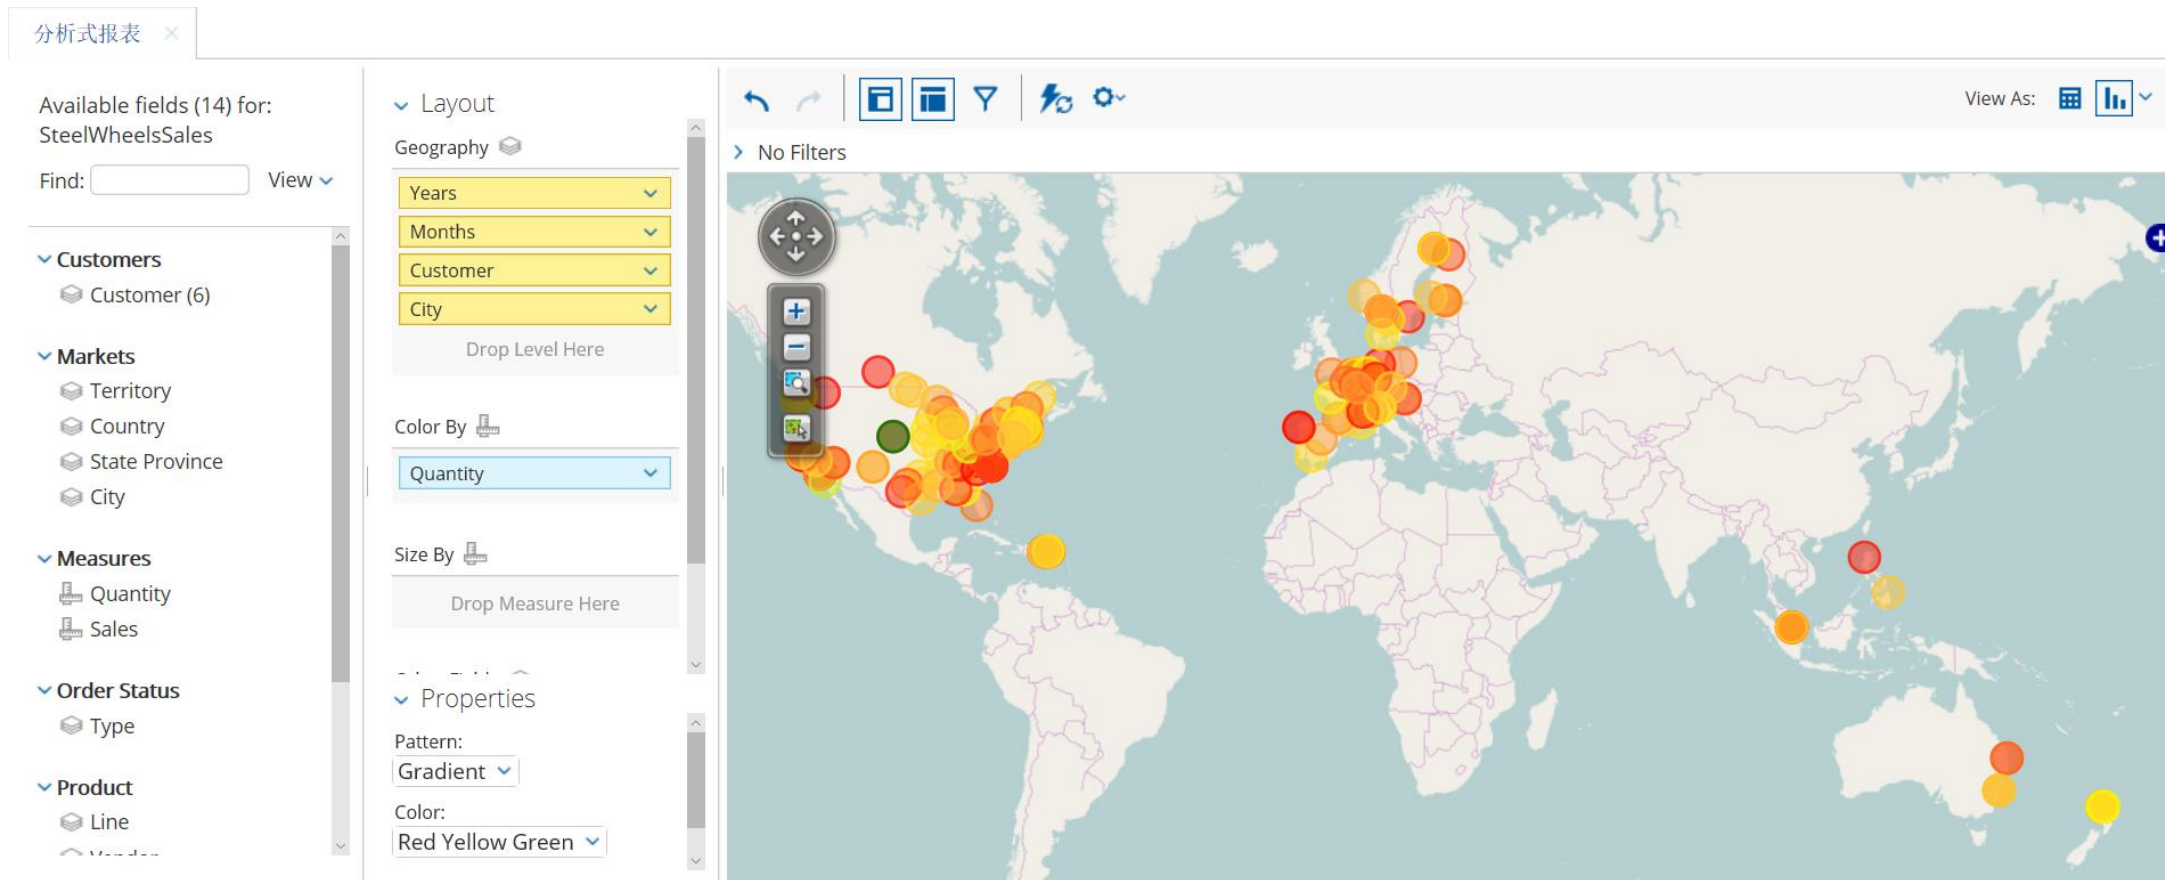 分析式报表
Available fields (14) for:
SteelWheelsSales
Find:
View
Customers
Customer (6)
Markets
Territory
Country
State Province
City
Measures
Quantity
Sales
Order Status
Type
Product
Line
Layout
Geography
Years
Months
Customer
City
Drop Level Here
Color By
Quantity
Size By
Drop Measure Here
Properties
Pattern:
Gradient
Color:
Red Yellow Green
View As:
No Filters